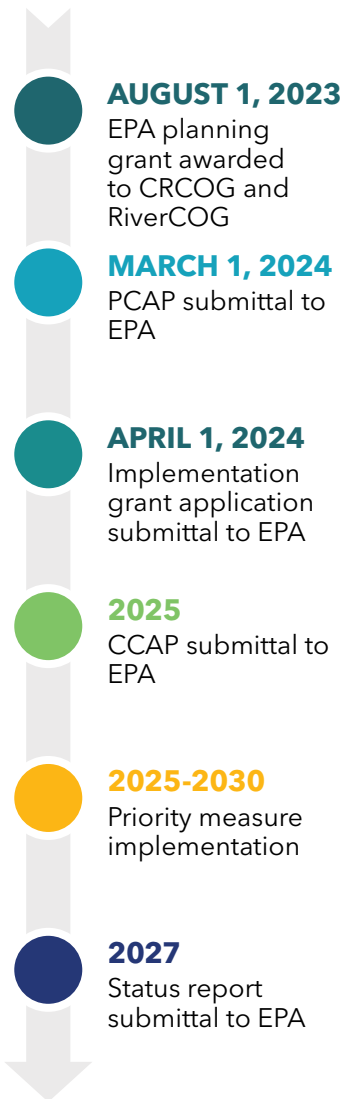 AUGUST 1, 2023
EPA planning
grant awarded
to CRCOG and
RiverCOG
MARCH 1, 2024
PCAP submittal to
EPA
APRIL 1, 2024
Implementation
grant application
submittal to EPA
2025
CCAP submittal to
EPA
2025-2030
Priority measure
implementation
2027
Status report
submittal to EPA